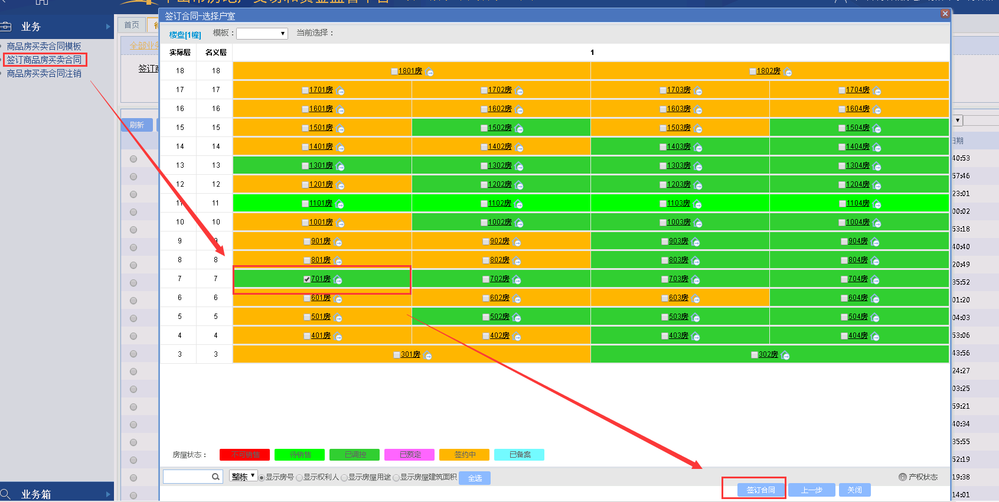 中山市房地产交易和资金监管平台
业务
商品房买卖合同模板
签订商品房买卖合同
商品房买卖合同注销
首页
全部业务
签订商
刷新
签订合同-选择户室
楼盘[1幢] 模板： 当前选择：
实际层 名义层 1
18 18 1801房 1802房
17 17 1701房 1702房 1703房 1704房
16 16 1601房 1602房 1603房 1604房
15 15 1501房 1502房 1503房 1504房
14 14 1401房 1402房 1403房 1404房
13 13 1301房 1302房 1303房 1304房
12 12 1201房 1202房 1203房 1204房
11 11 1101房 1102房 1103房 1104房
10 10 1001房 1002房 1003房 1004房
9 9 901房 902房 903房 904房
8 8 801房 802房 803房 804房
7 7 701房 702房 703房 704房
6 6 601房 602房 603房 604房
5 5 501房 502房 503房 504房
4 4 401房 402房 403房 404房
3 3 301房 302房
房屋状态： 不可销售 待销售 已调控 已预定 签约中 已备案
整栋 显示房号 显示权利人 显示房屋用途 显示房屋建筑面积 全选 产权状态
签订合同 上一步 关闭
日期
40:53
57:46
23:01
00:02
53:18
40:40
20:49
35:52
01:20
04:03
53:06
43:56
24:27
03:25
59:21
40:34
35:55
52:19
19:38
14:01
业务箱